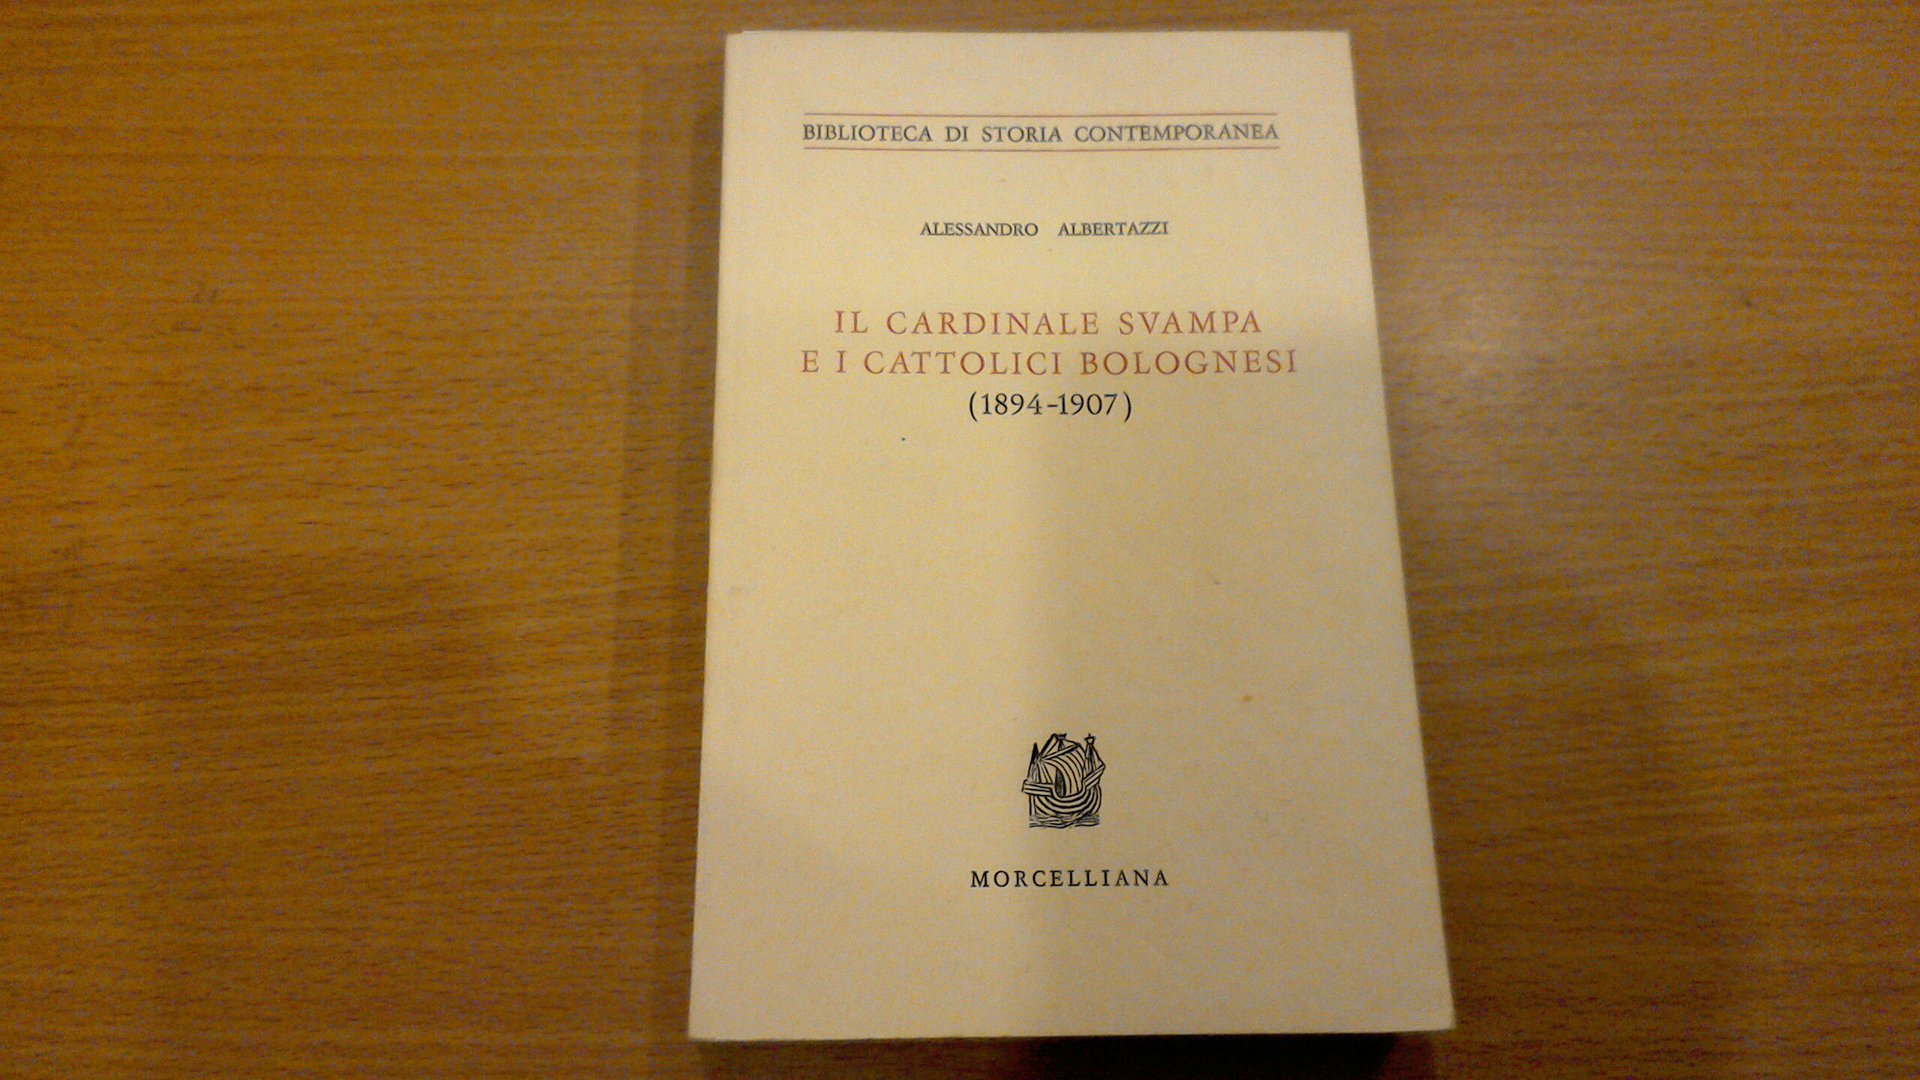 BIBLIOTECA DI STORIA CONTEMPORANEA
ALESSANDRO ALBERTAZZI
IL CARDINALE SVAMPA
E I CATTOLICI BOLOGNESI
(1894-1907)
MORCELLIANA